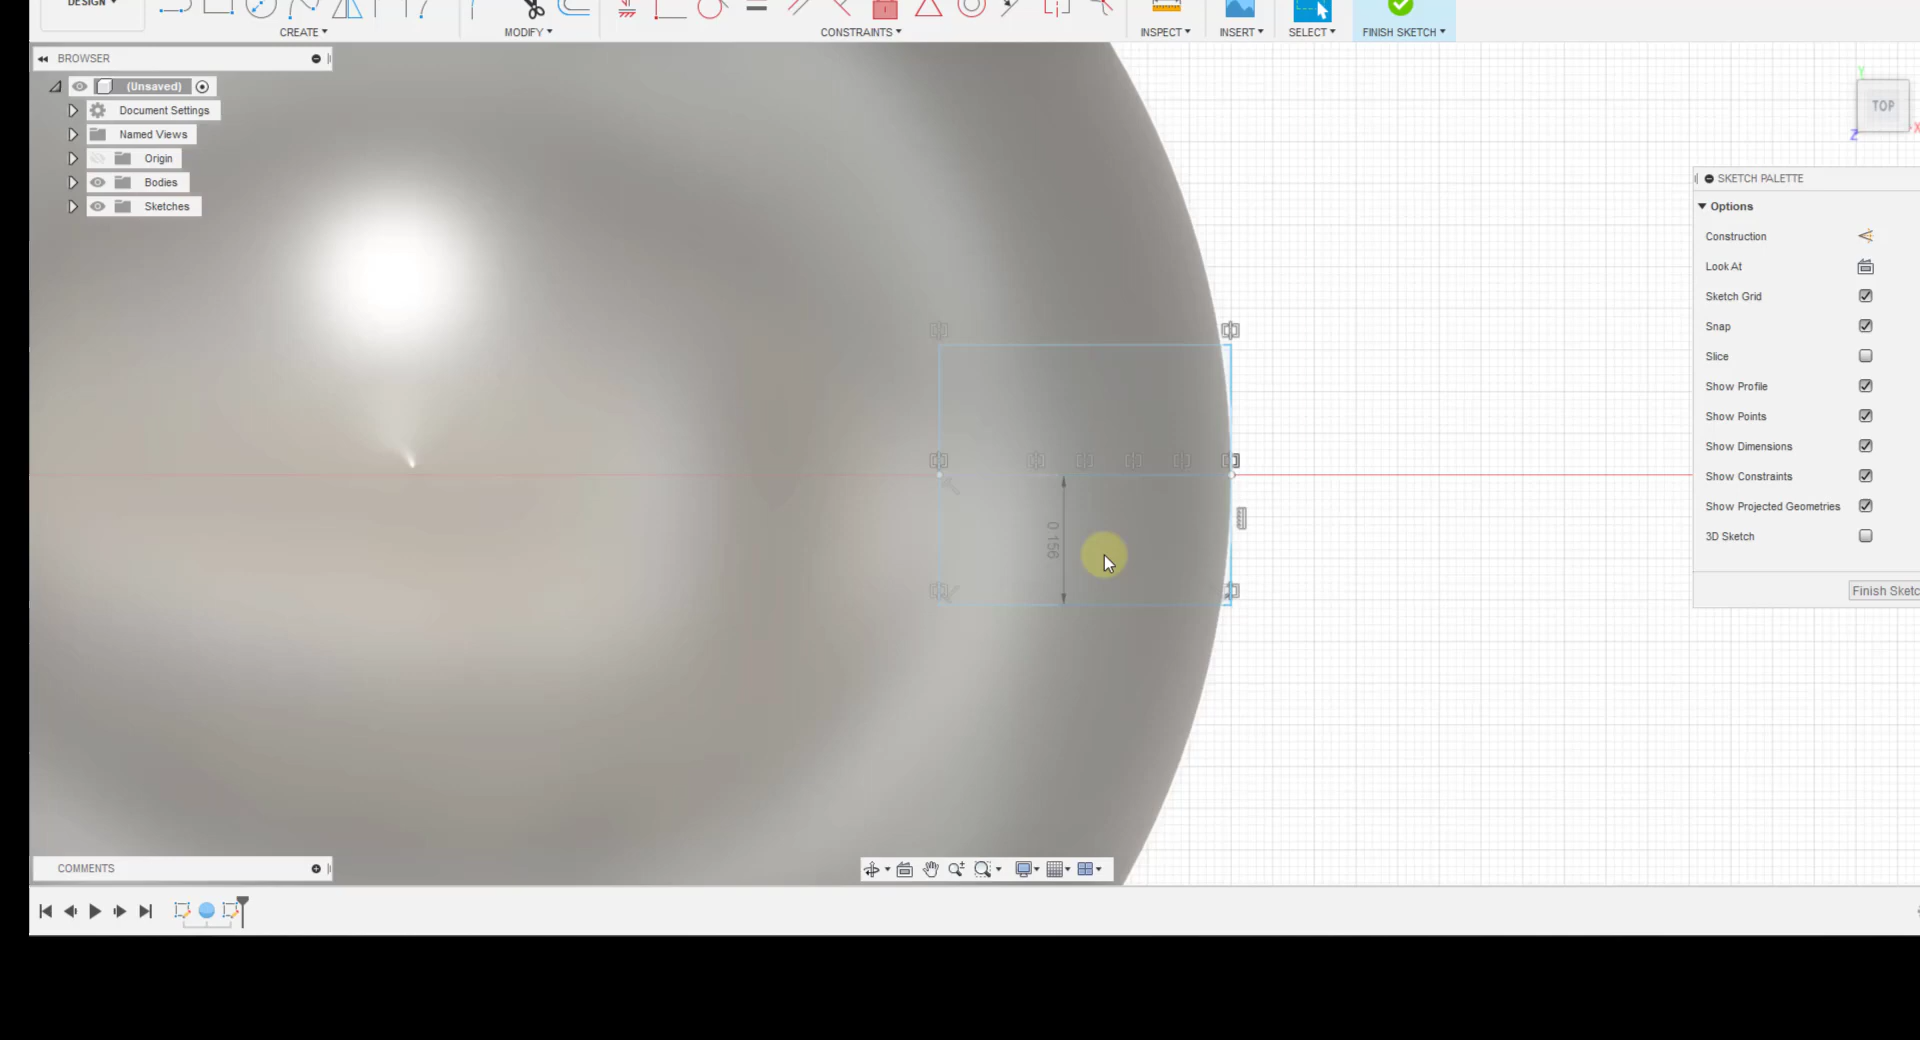 DESIGN
CREATE
MODIFY
CONSTRAINTS
INSPECT
INSERT
SELECT
FINISH SKETCH
BROWSER
(Unsaved)
Document Settings
Named Views
Origin
Bodies
Sketches
Y
TOP
X
Z
SKETCH PALETTE
Options
Construction
Look At
Sketch Grid
Snap
Slice
Show Profile
Show Points
Show Dimensions
Show Constraints
Show Projected Geometries
3D Sketch
Finish Sketc
0.156
COMMENTS